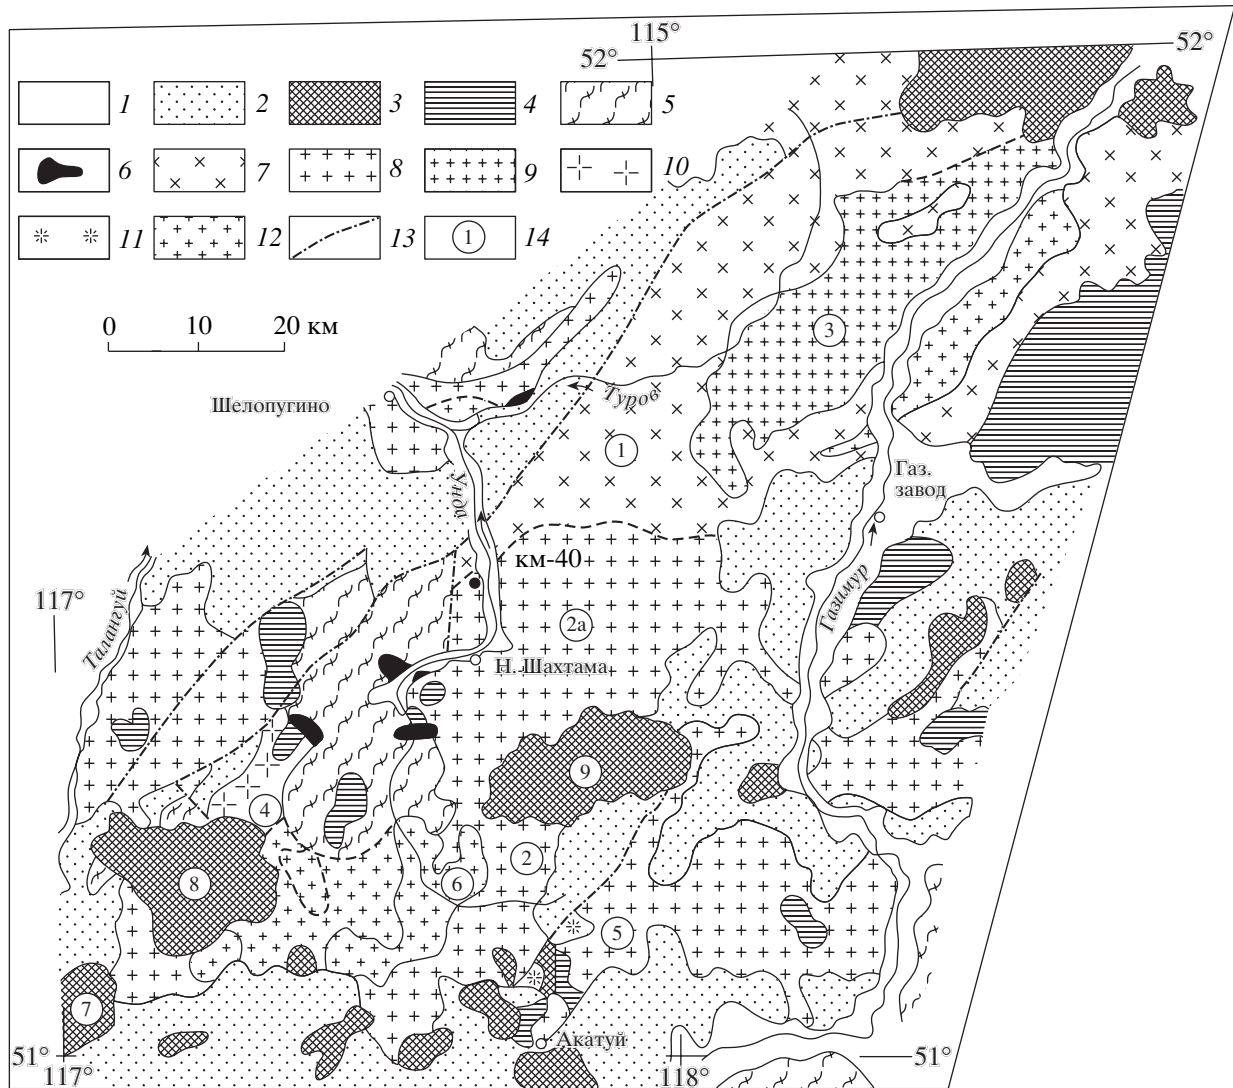 115°
52°
52°
1
2
3
4
5
6
7
8
9
10
11
12
13
1
14
0
10
20 км
3
Шелопугино
Туров
1
Унда
Газ.
завод
км-40
117°
Талангуй
Газимур
2а
Н. Шахтама
9
4
2
8
6
5
7
Акатуй
51°
51°
117°
118°